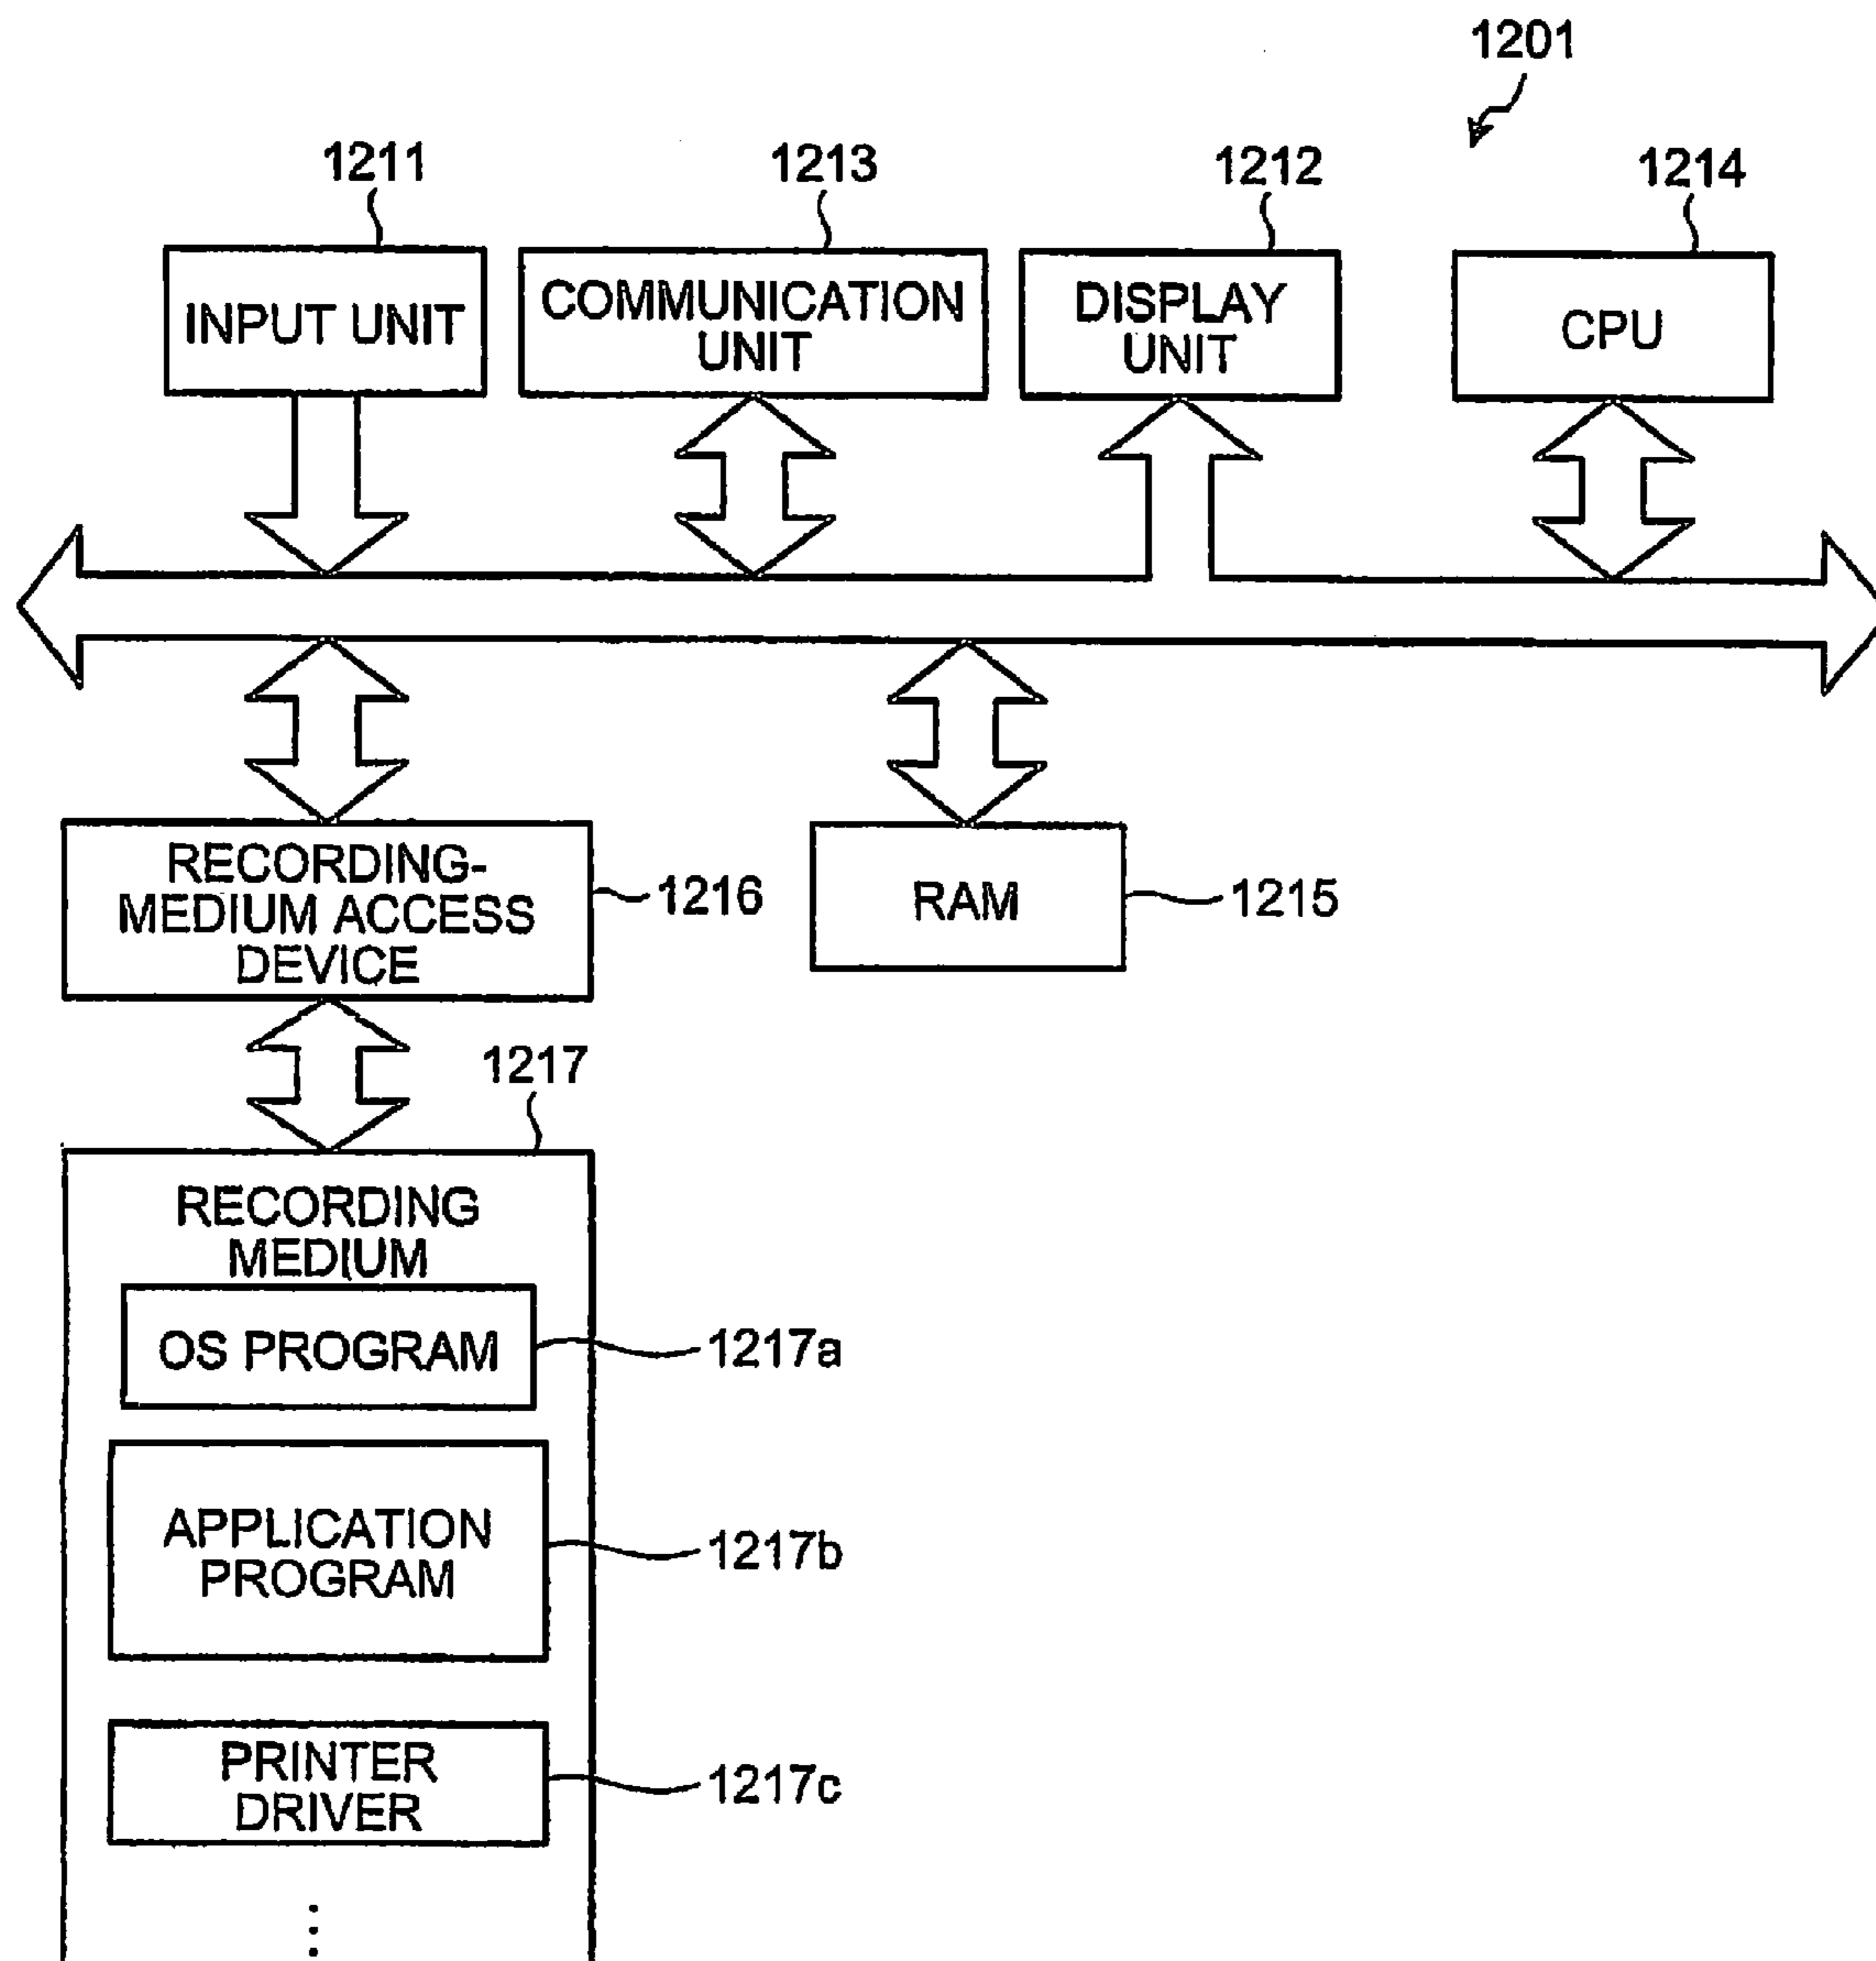 1201
1211
1213
1212
1214
INPUT UNIT
COMMUNICATION
UNIT
DISPLAY
UNIT
CPU
RECORDING-
MEDIUM ACCESS
DEVICE
1216
RAM
1215
1217
RECORDING
MEDIUM
OS PROGRAM
1217a
APPLICATION
PROGRAM
1217b
PRINTER
DRIVER
1217c
⋮